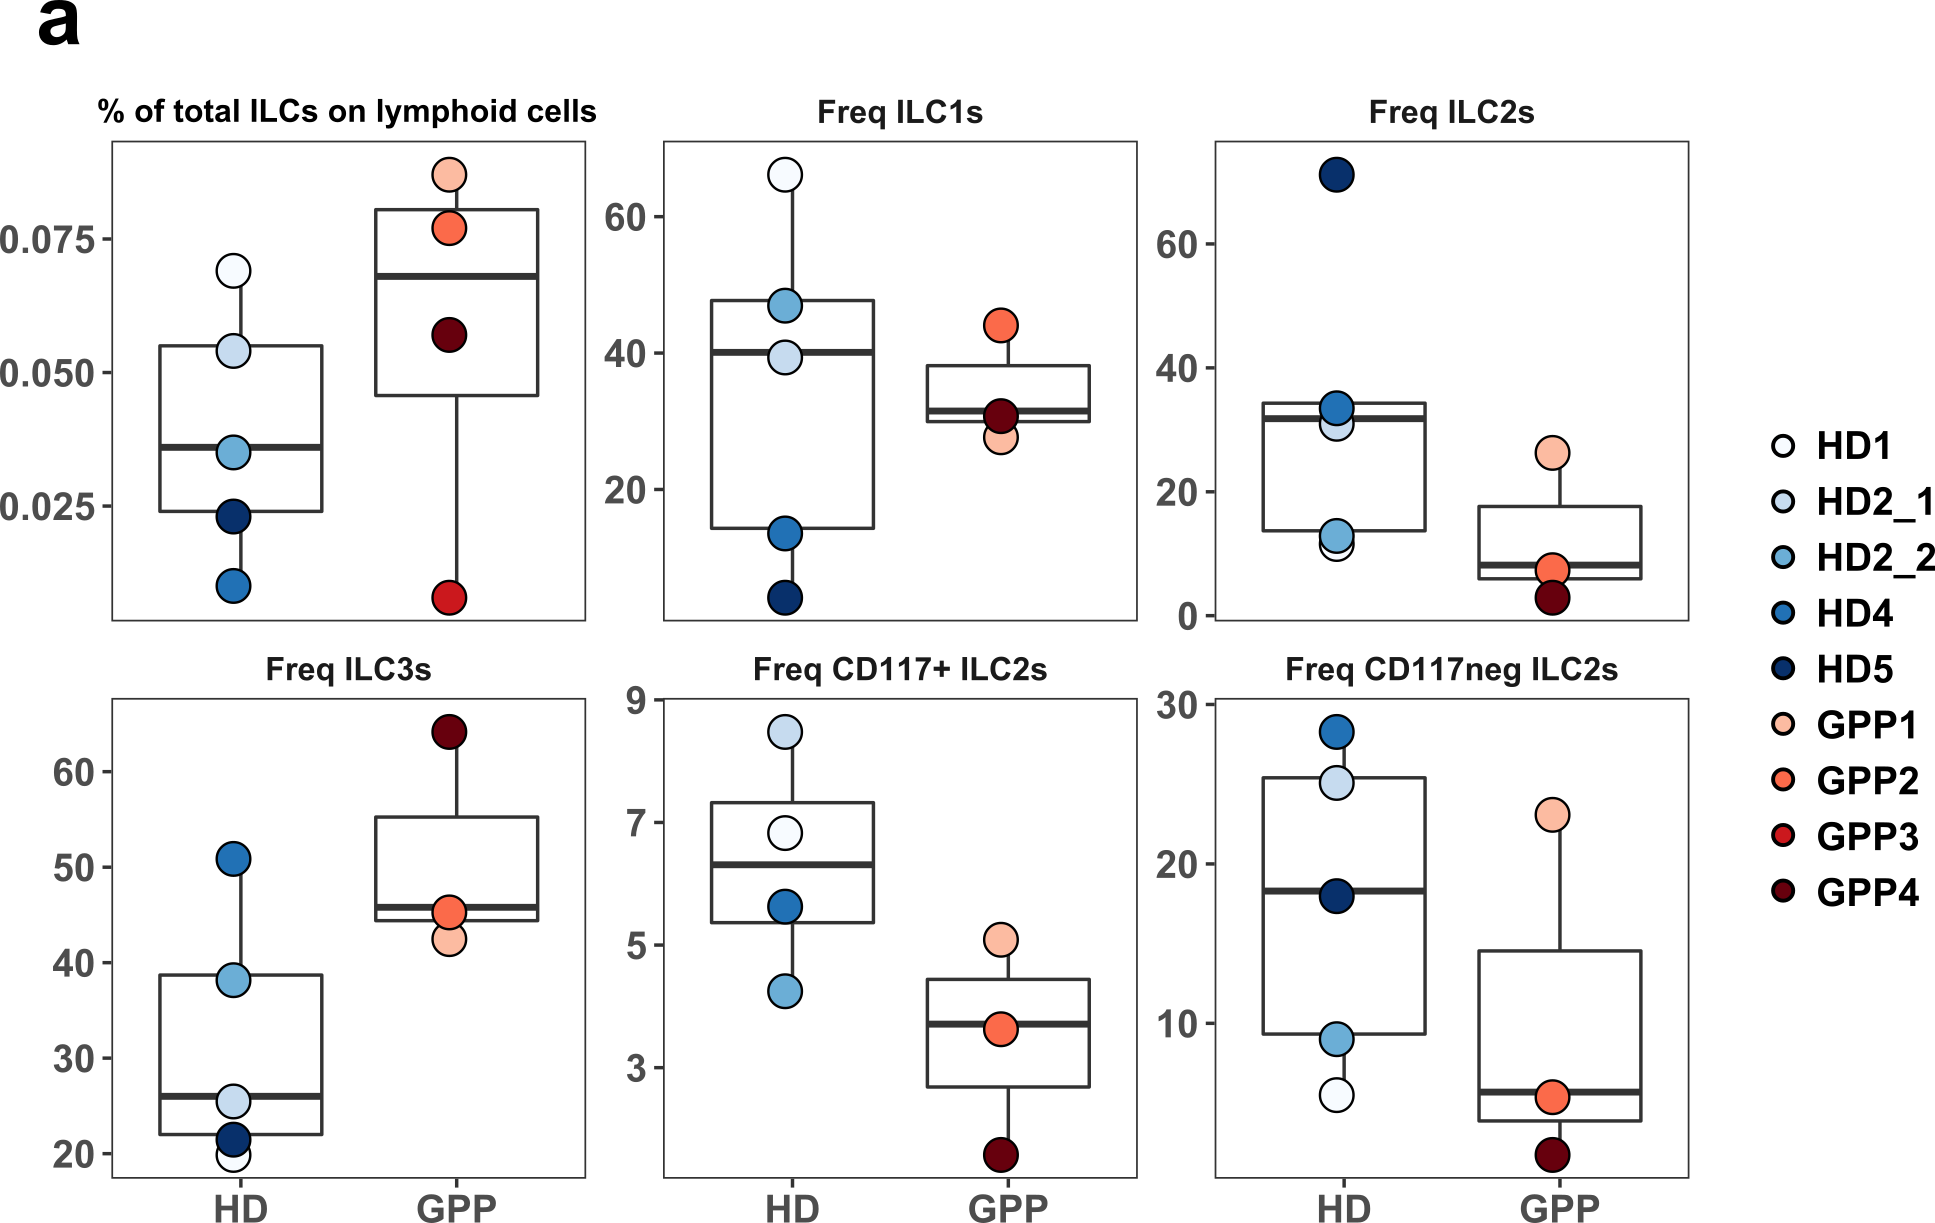 a
% of total ILCs on lymphoid cells
Freq ILC1s
Freq ILC2s
0.075
0.050
0.025
60
40
20
60
40
20
0
Freq ILC3s
Freq CD117+ ILC2s
Freq CD117neg ILC2s
60
50
40
30
20
9
7
5
3
30
20
10
HD
GPP
HD
GPP
HD
GPP
HD1
HD2_1
HD2_2
HD4
HD5
GPP1
GPP2
GPP3
GPP4